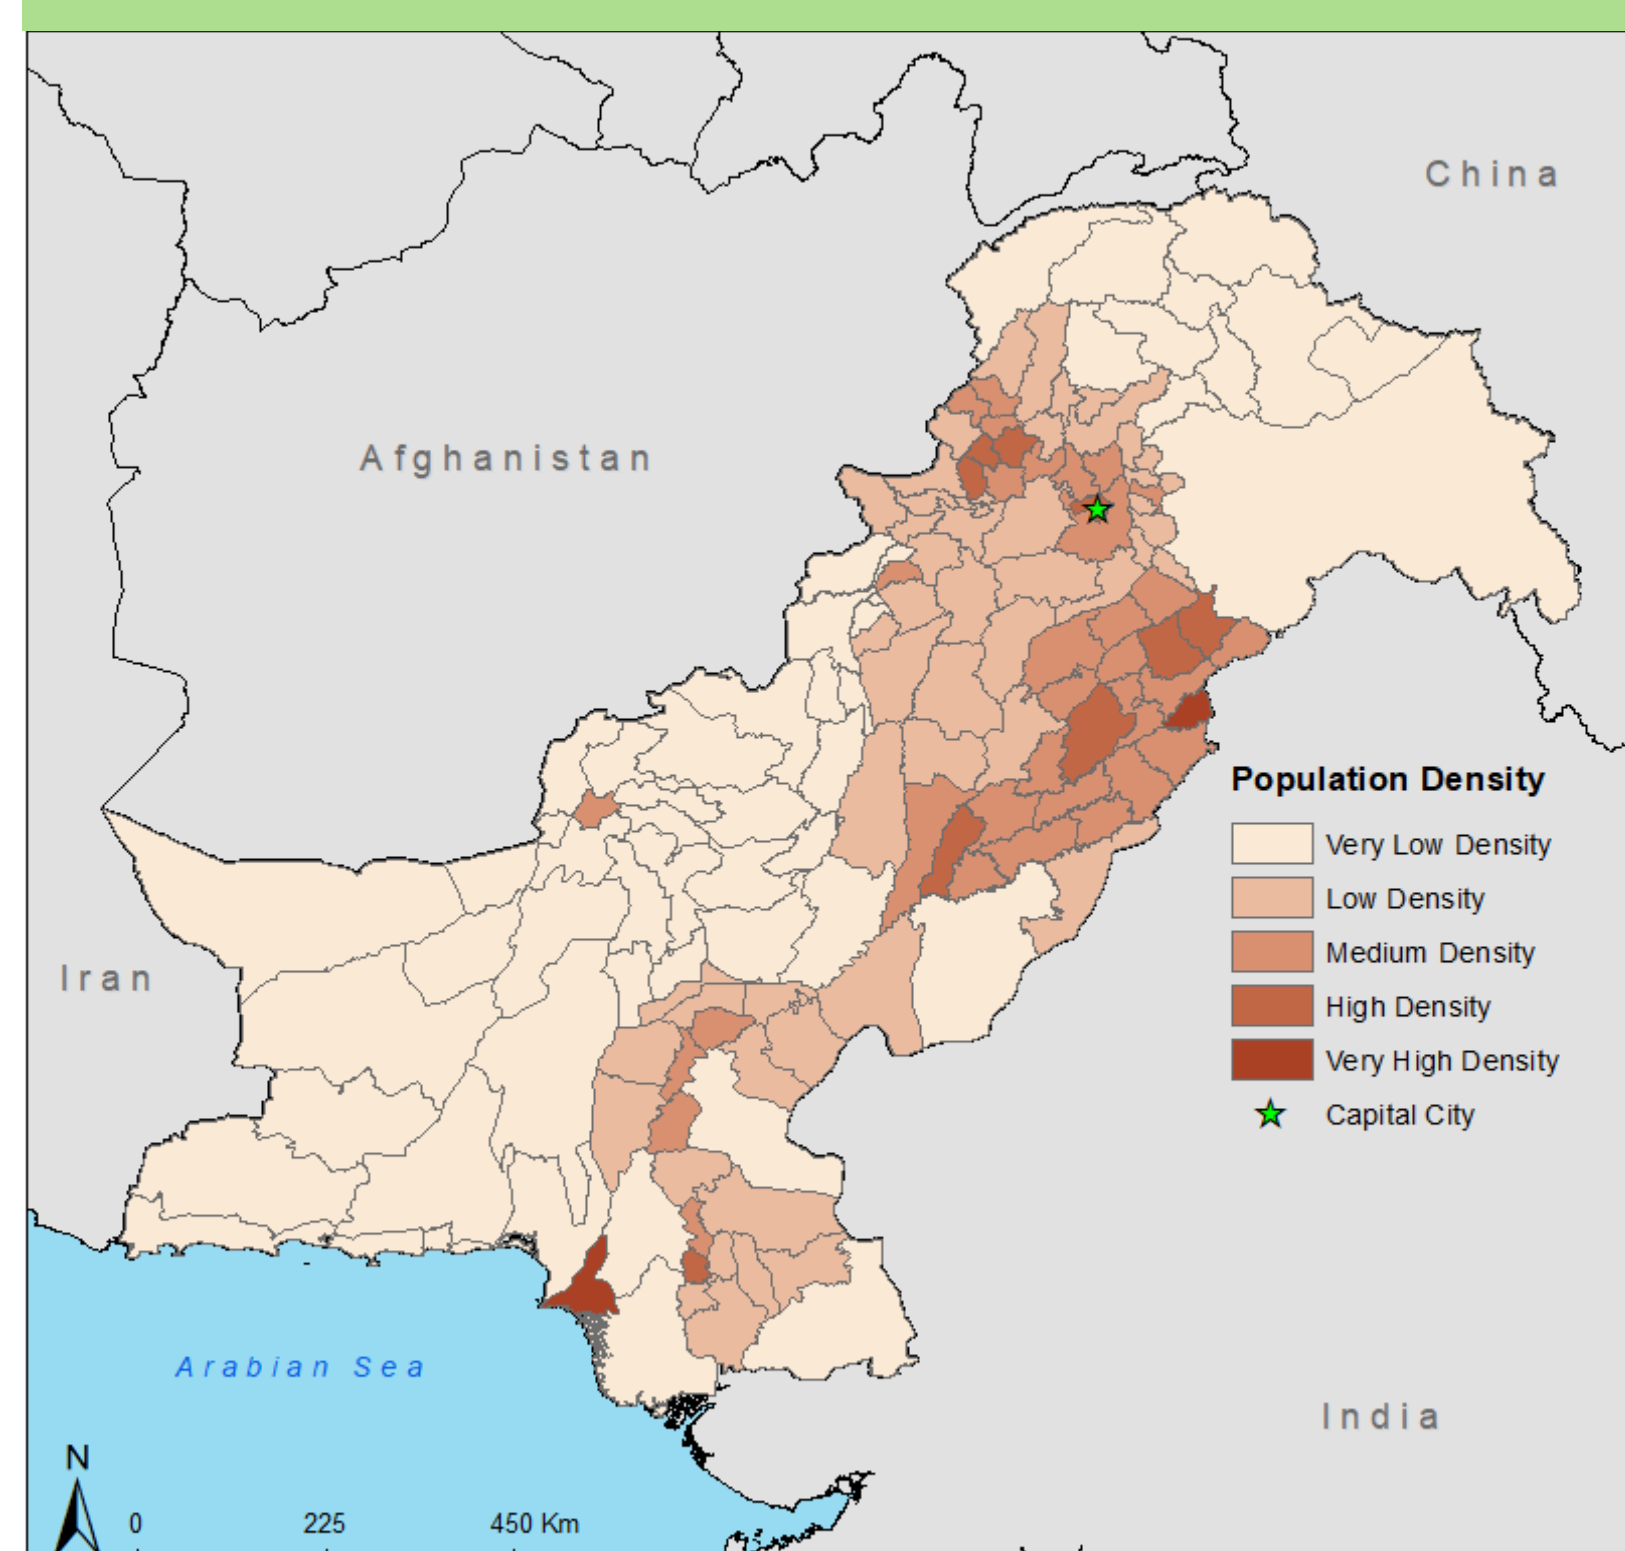 China
Afghanistan
Population Density
Very Low Density
Low Density
Medium Density
High Density
Very High Density
Capital City
Iran
Arabian Sea
India
N
0 225 450 Km